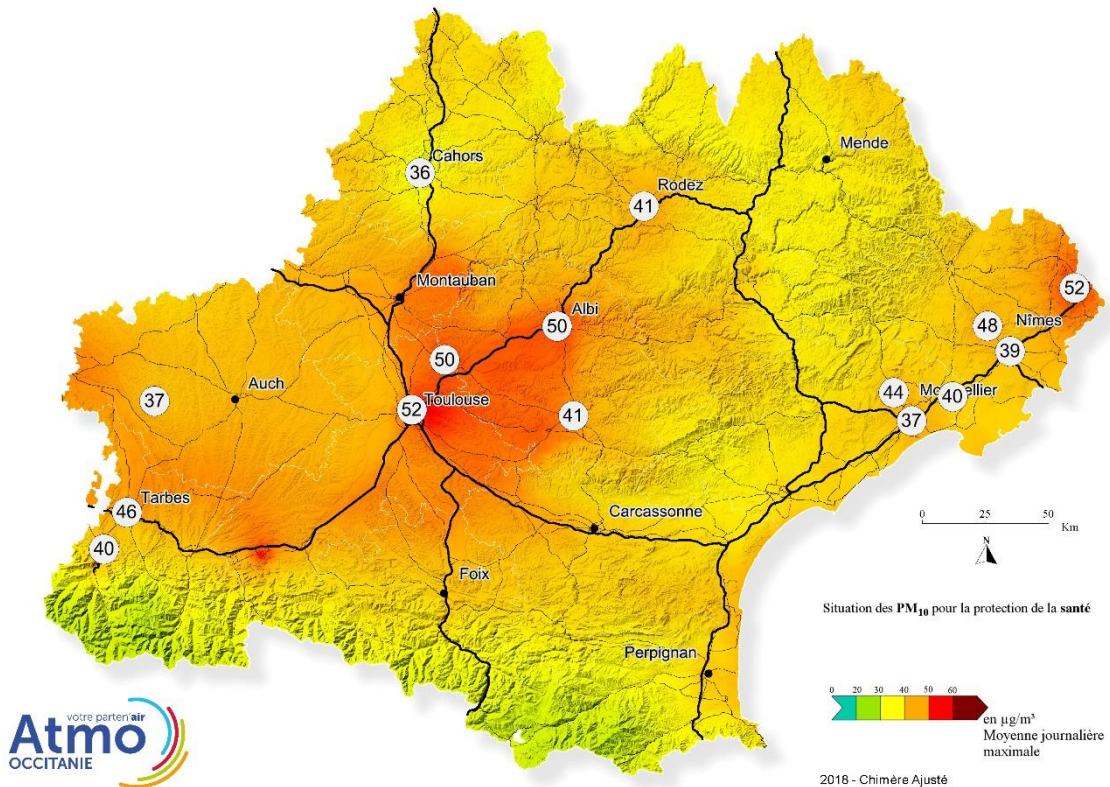 Cahors
36
Mende
Rodez
41
Montauban
52
Albi
50
48
Nîmes
50
39
Auch
37
44
Toulouse
52
41
40
37
Tarbes
46
Carcassonne
40
Foix
0 25 50
Km
N
Situation des PM10 pour la protection de la santé
Perpignan
0 20 30 40 50 60
en µg/m³
Moyenne journalière
maximale
votre parten'air
Atmo
OCCITANIE
2018 - Chimère Ajusté